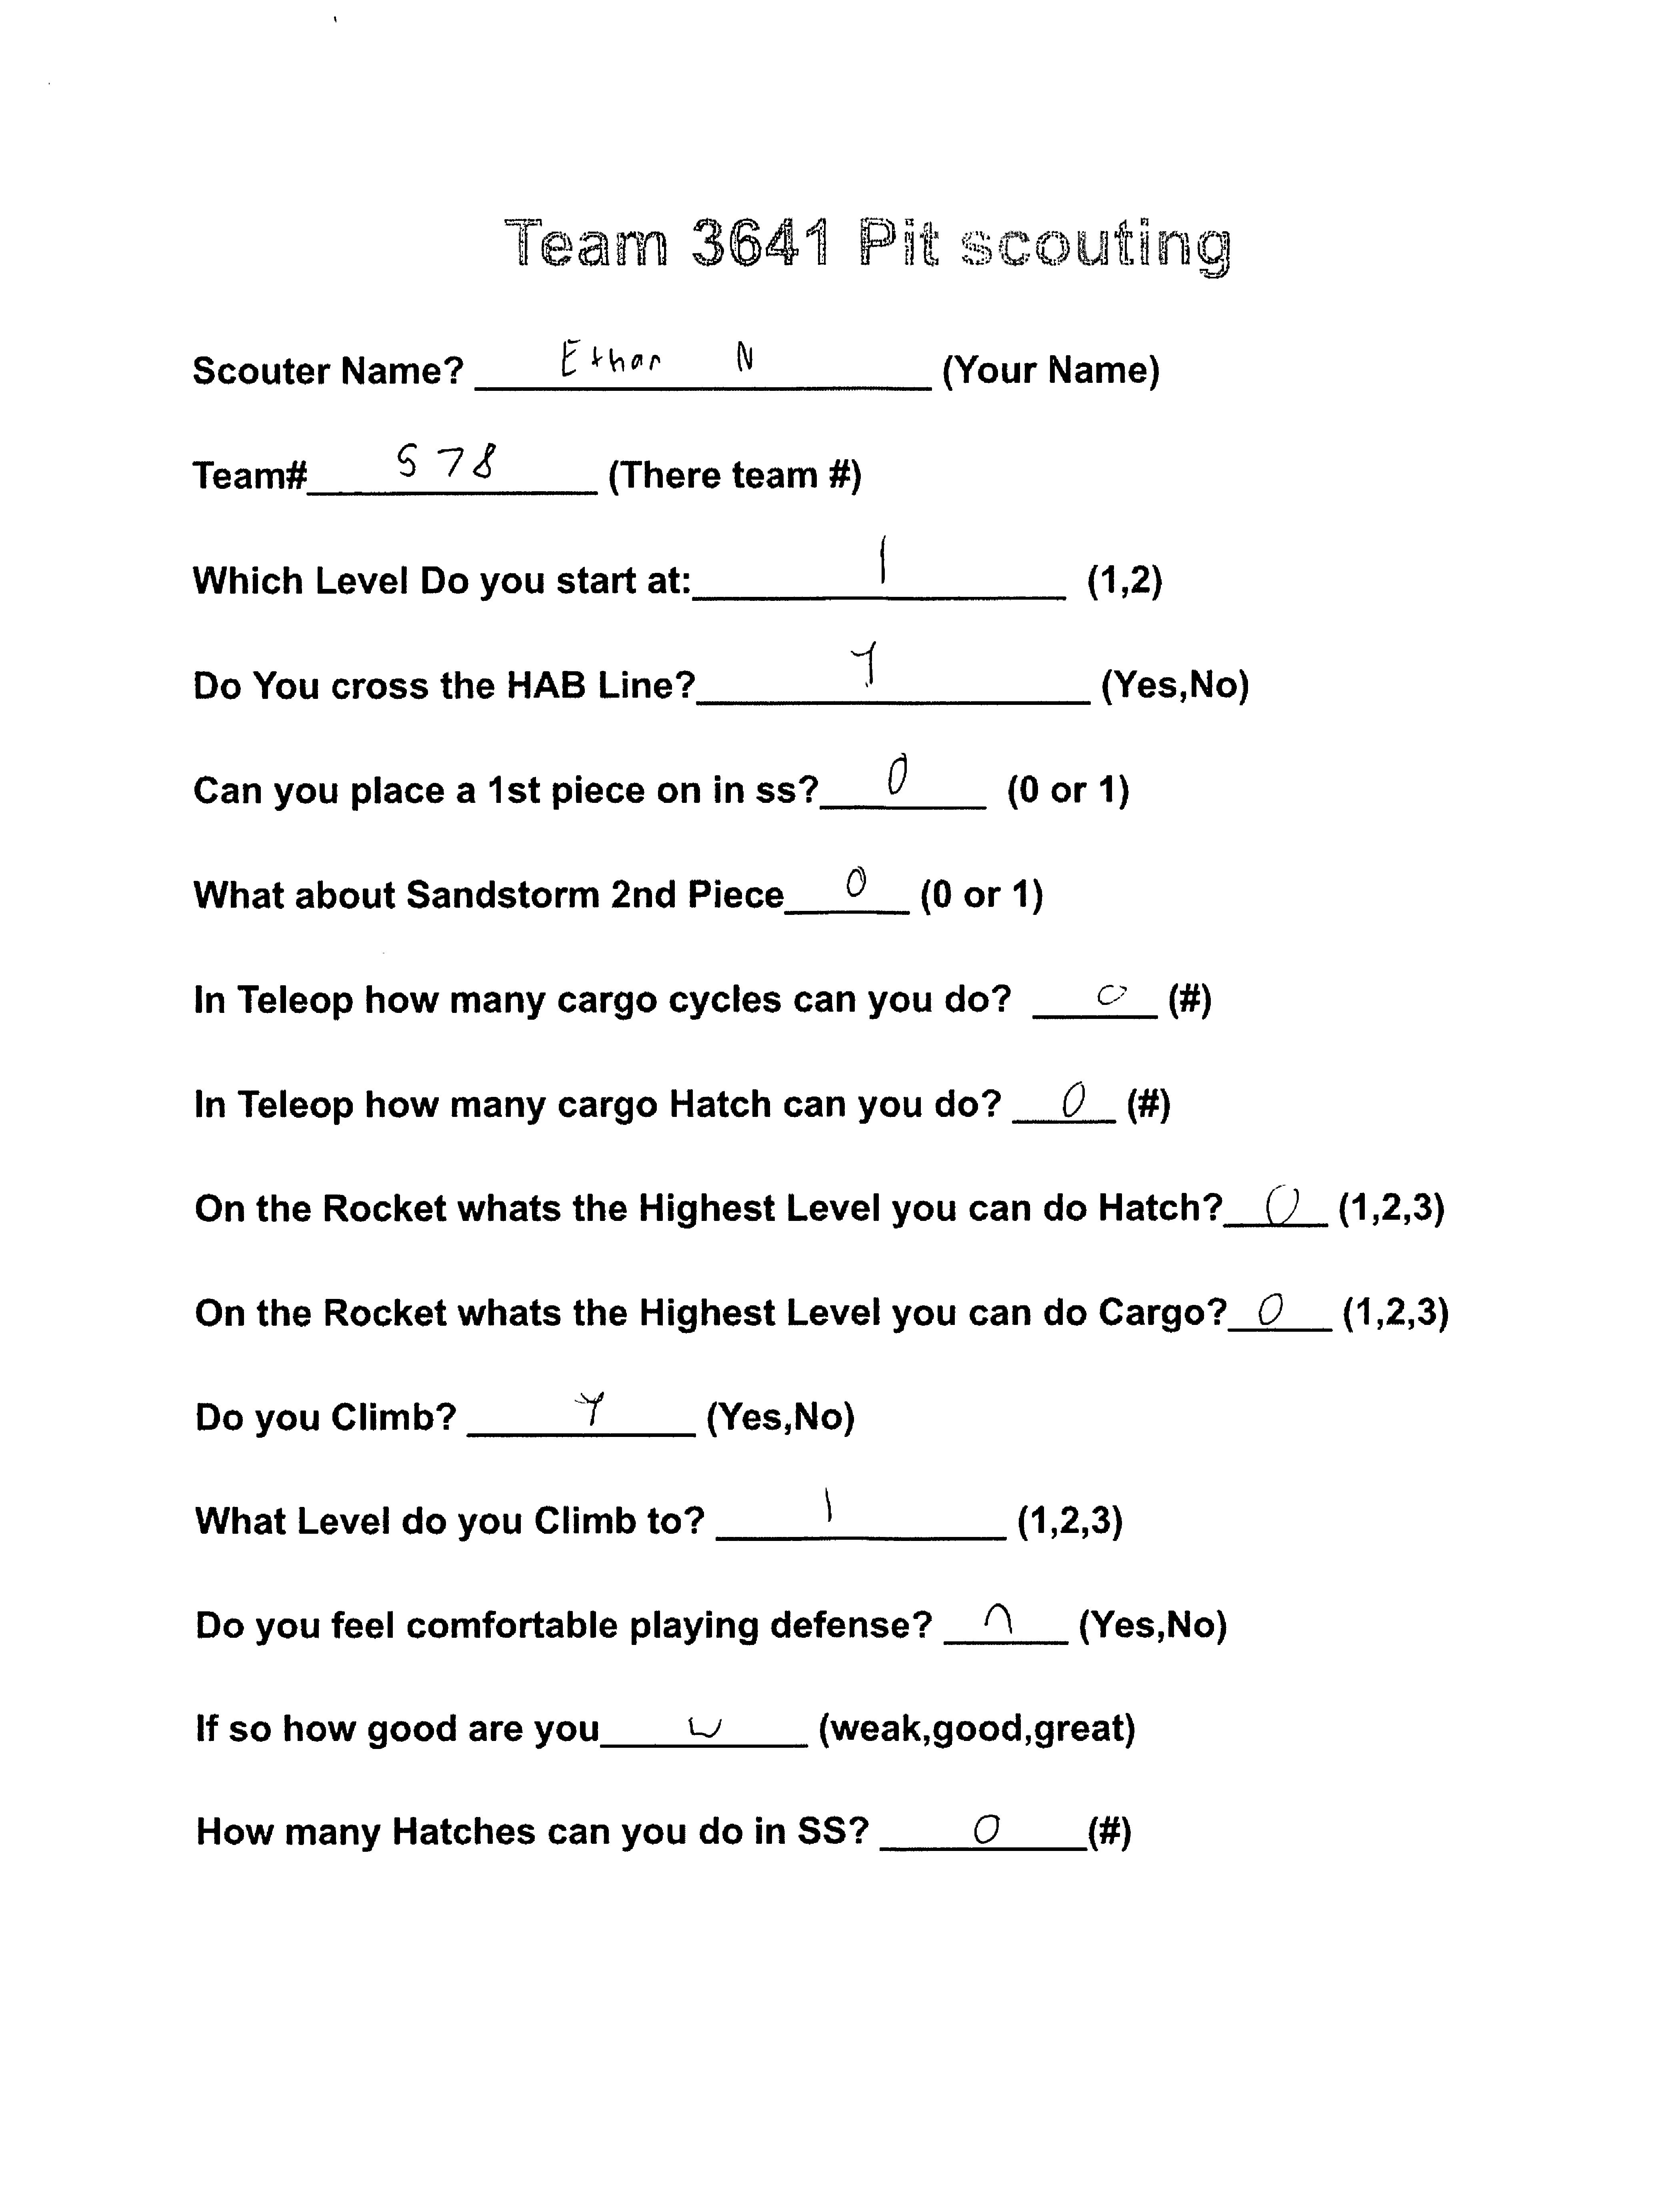 Team 3641 Pit scouting
Scouter Name? Ethan N (Your Name)
Team# 578 (There team #)
Which Level Do you start at: 1 (1,2)
Do You cross the HAB Line? Y (Yes,No)
Can you place a 1st piece on in ss? 0 (0 or 1)
What about Sandstorm 2nd Piece 0 (0 or 1)
In Teleop how many cargo cycles can you do? 0 (#)
In Teleop how many cargo Hatch can you do? 0 (#)
On the Rocket whats the Highest Level you can do Hatch? 0 (1,2,3)
On the Rocket whats the Highest Level you can do Cargo? 0 (1,2,3)
Do you Climb? Y (Yes,No)
What Level do you Climb to? 1 (1,2,3)
Do you feel comfortable playing defense? n (Yes,No)
If so how good are you w (weak,good,great)
How many Hatches can you do in SS? 0 (#)